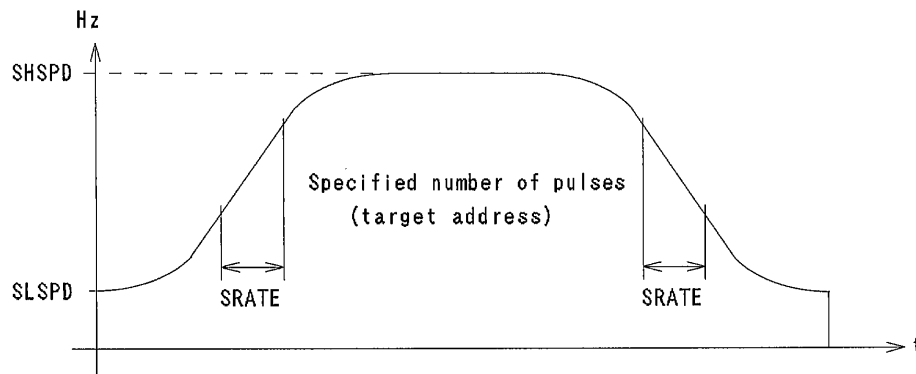 Hz
SHSPD
Specified number of pulses
(target address)
SLSPD
SRATE
SRATE
t